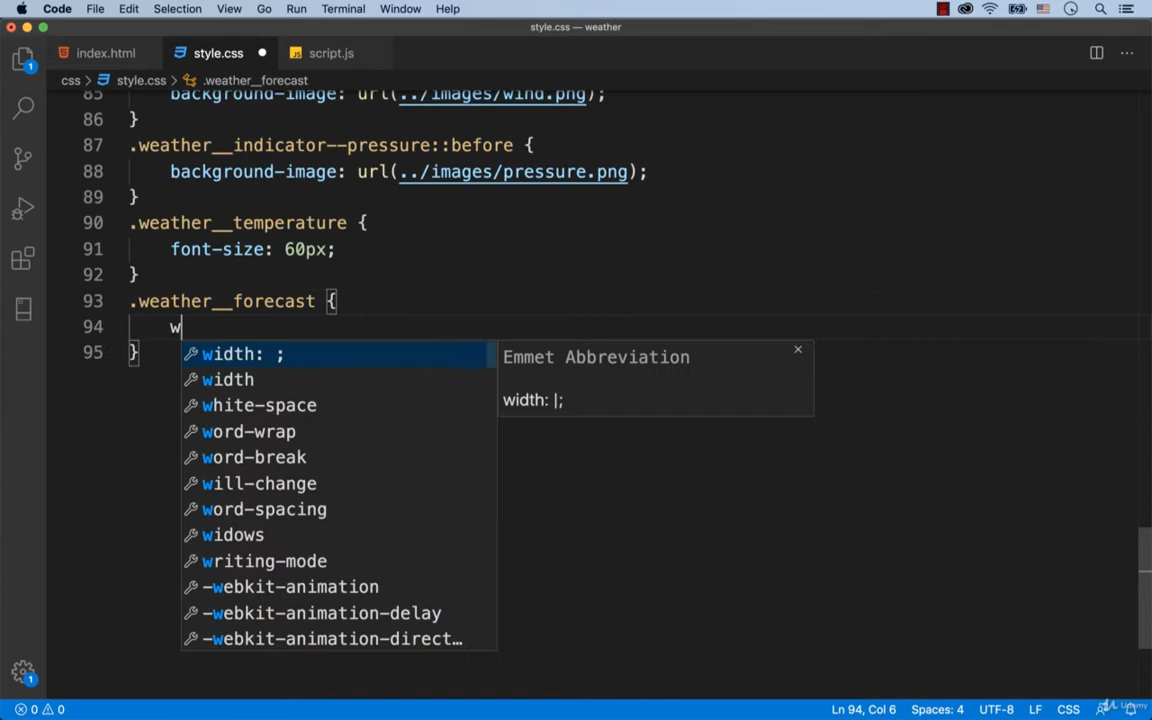 Code File Edit Selection View Go Run Terminal Window Help
style.css — weather
index.html style.css script.js
css > style.css > .weather__forecast
85 background-image: url(../images/wind.png);
86 }
87 .weather__indicator--pressure::before {
88 background-image: url(../images/pressure.png);
89 }
90 .weather__temperature {
91 font-size: 60px;
92 }
93 .weather__forecast {
94 w
95 }
width: ;
width
white-space
word-wrap
word-break
will-change
word-spacing
widows
writing-mode
-webkit-animation
-webkit-animation-delay
-webkit-animation-direct…
Emmet Abbreviation
width: |;
1
1
0 0 Ln 94, Col 6 Spaces: 4 UTF-8 LF CSS
Udemy